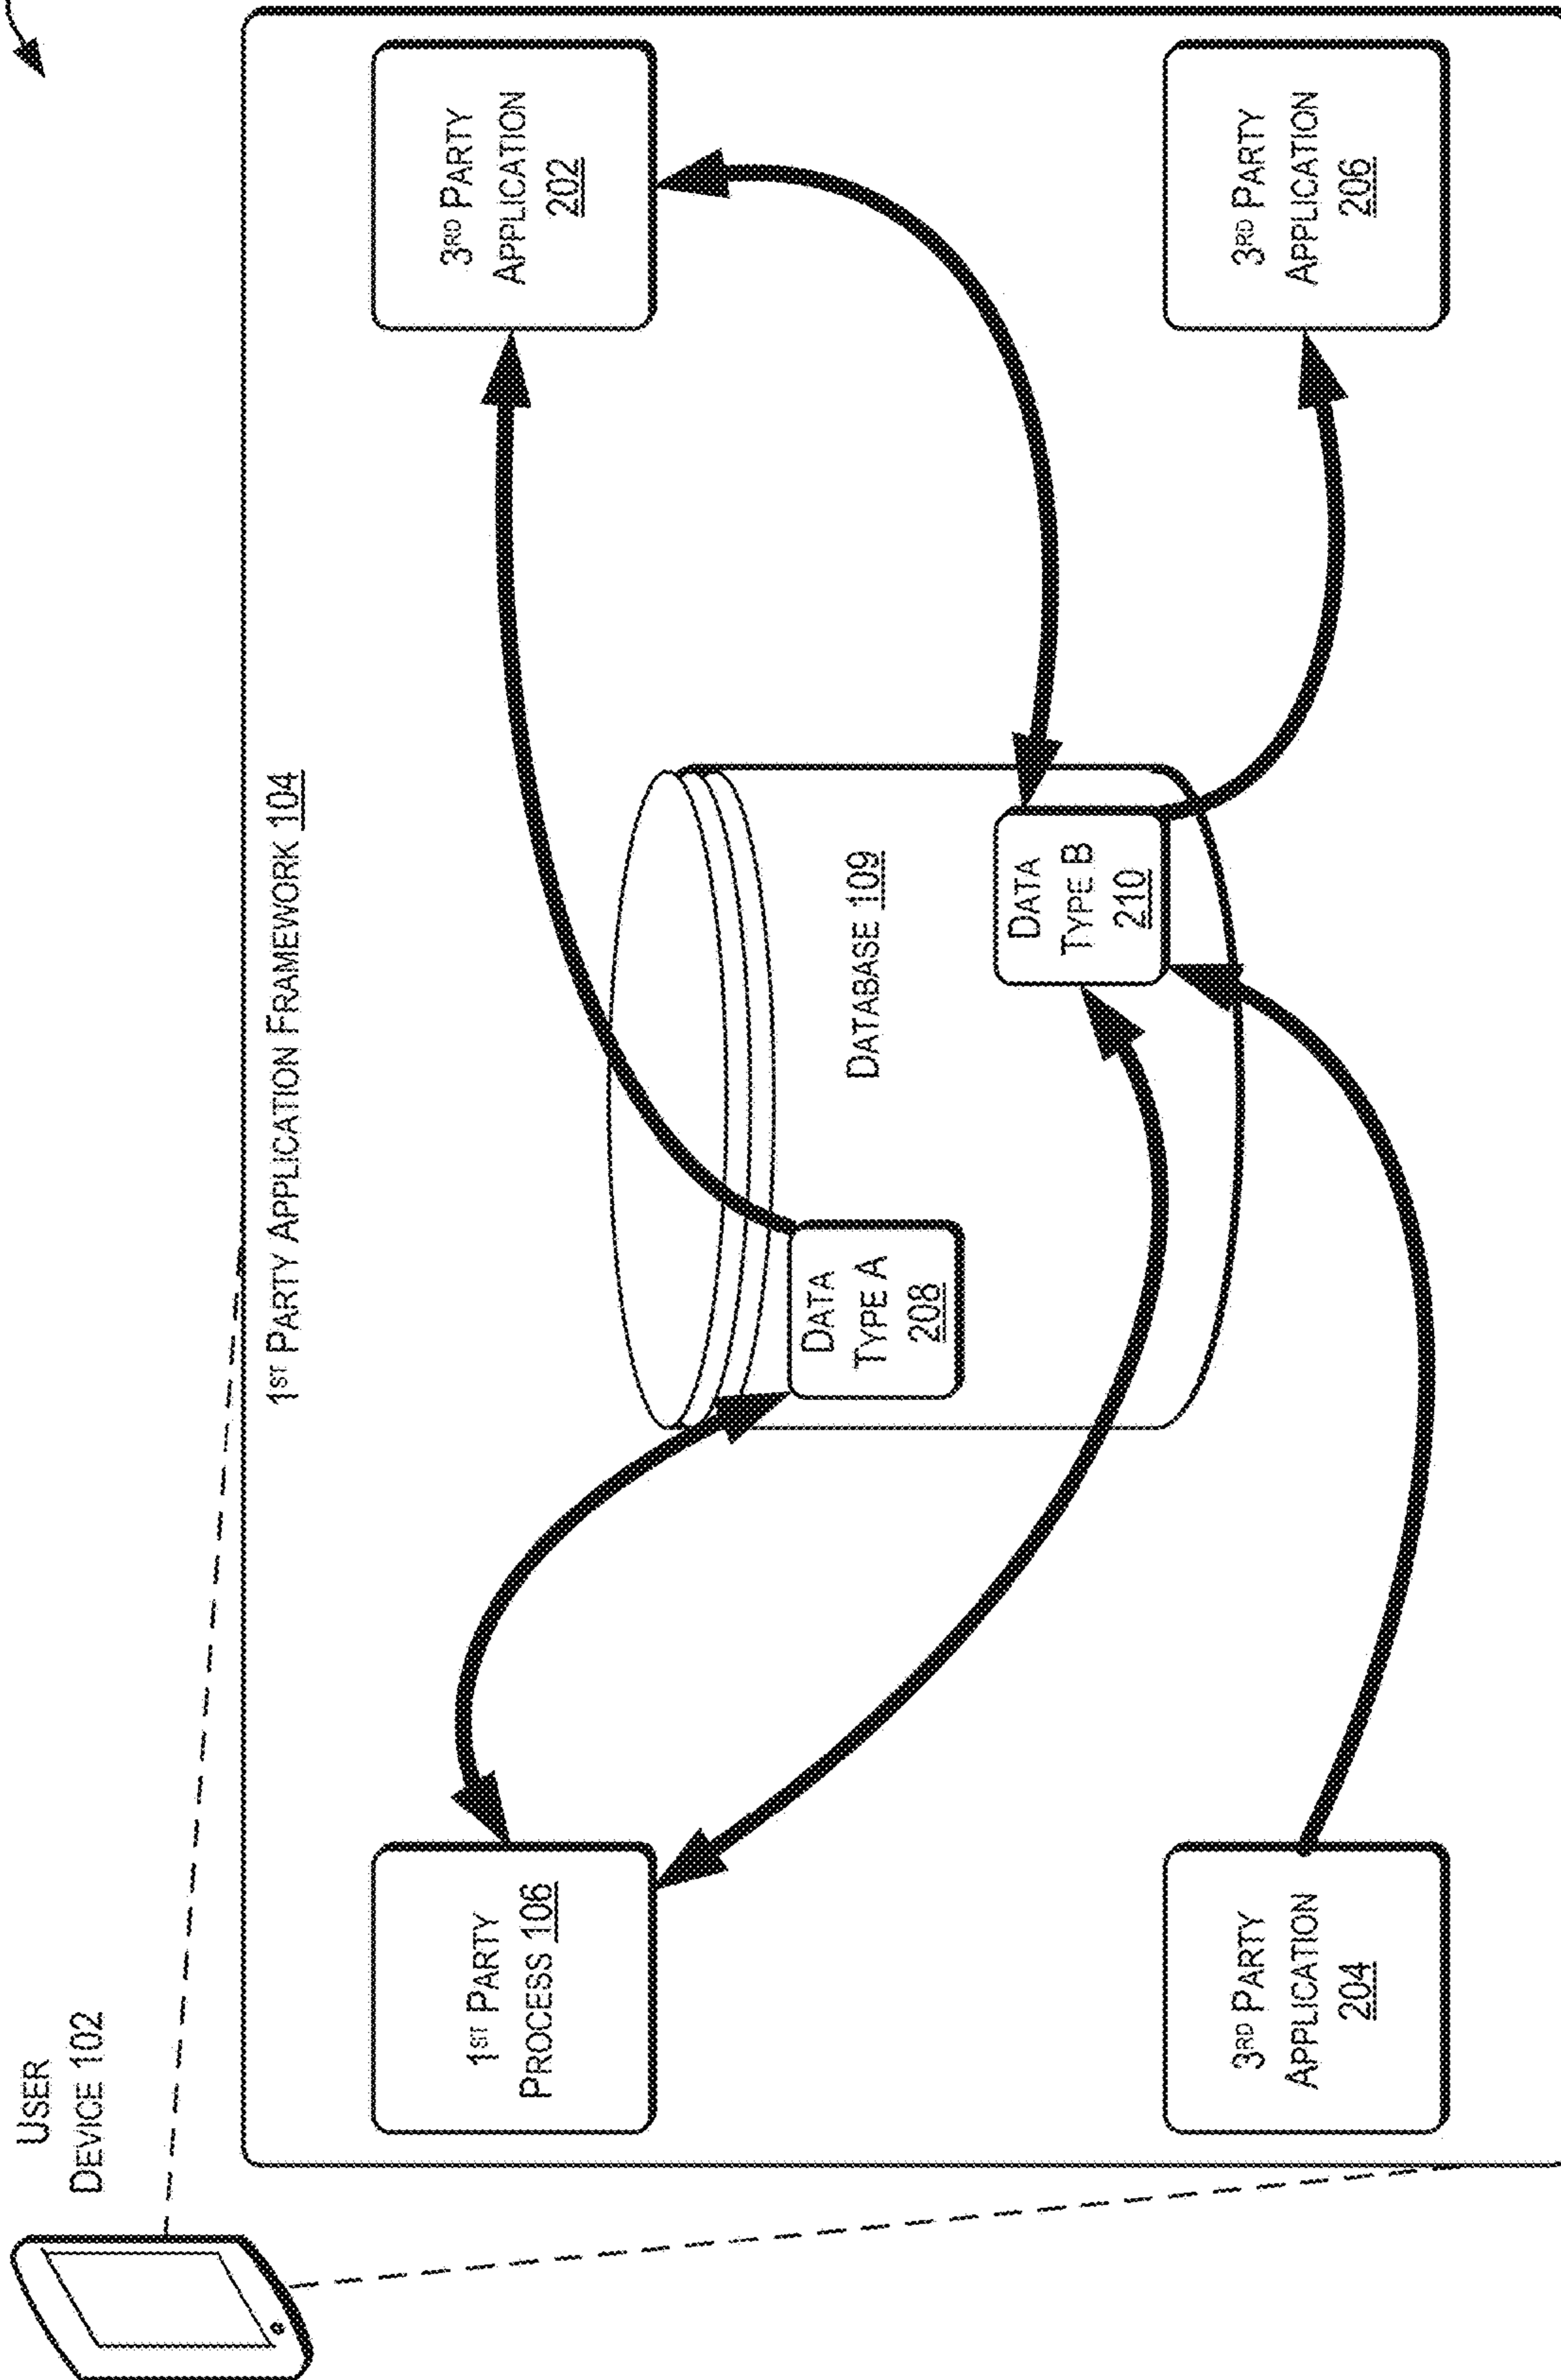 USER
DEVICE 102
1ST PARTY APPLICATION FRAMEWORK 104
1ST PARTY
PROCESS 106
3RD PARTY
APPLICATION
202
DATABASE 109
DATA
TYPE A
208
DATA
TYPE B
210
3RD PARTY
APPLICATION
204
3RD PARTY
APPLICATION
206